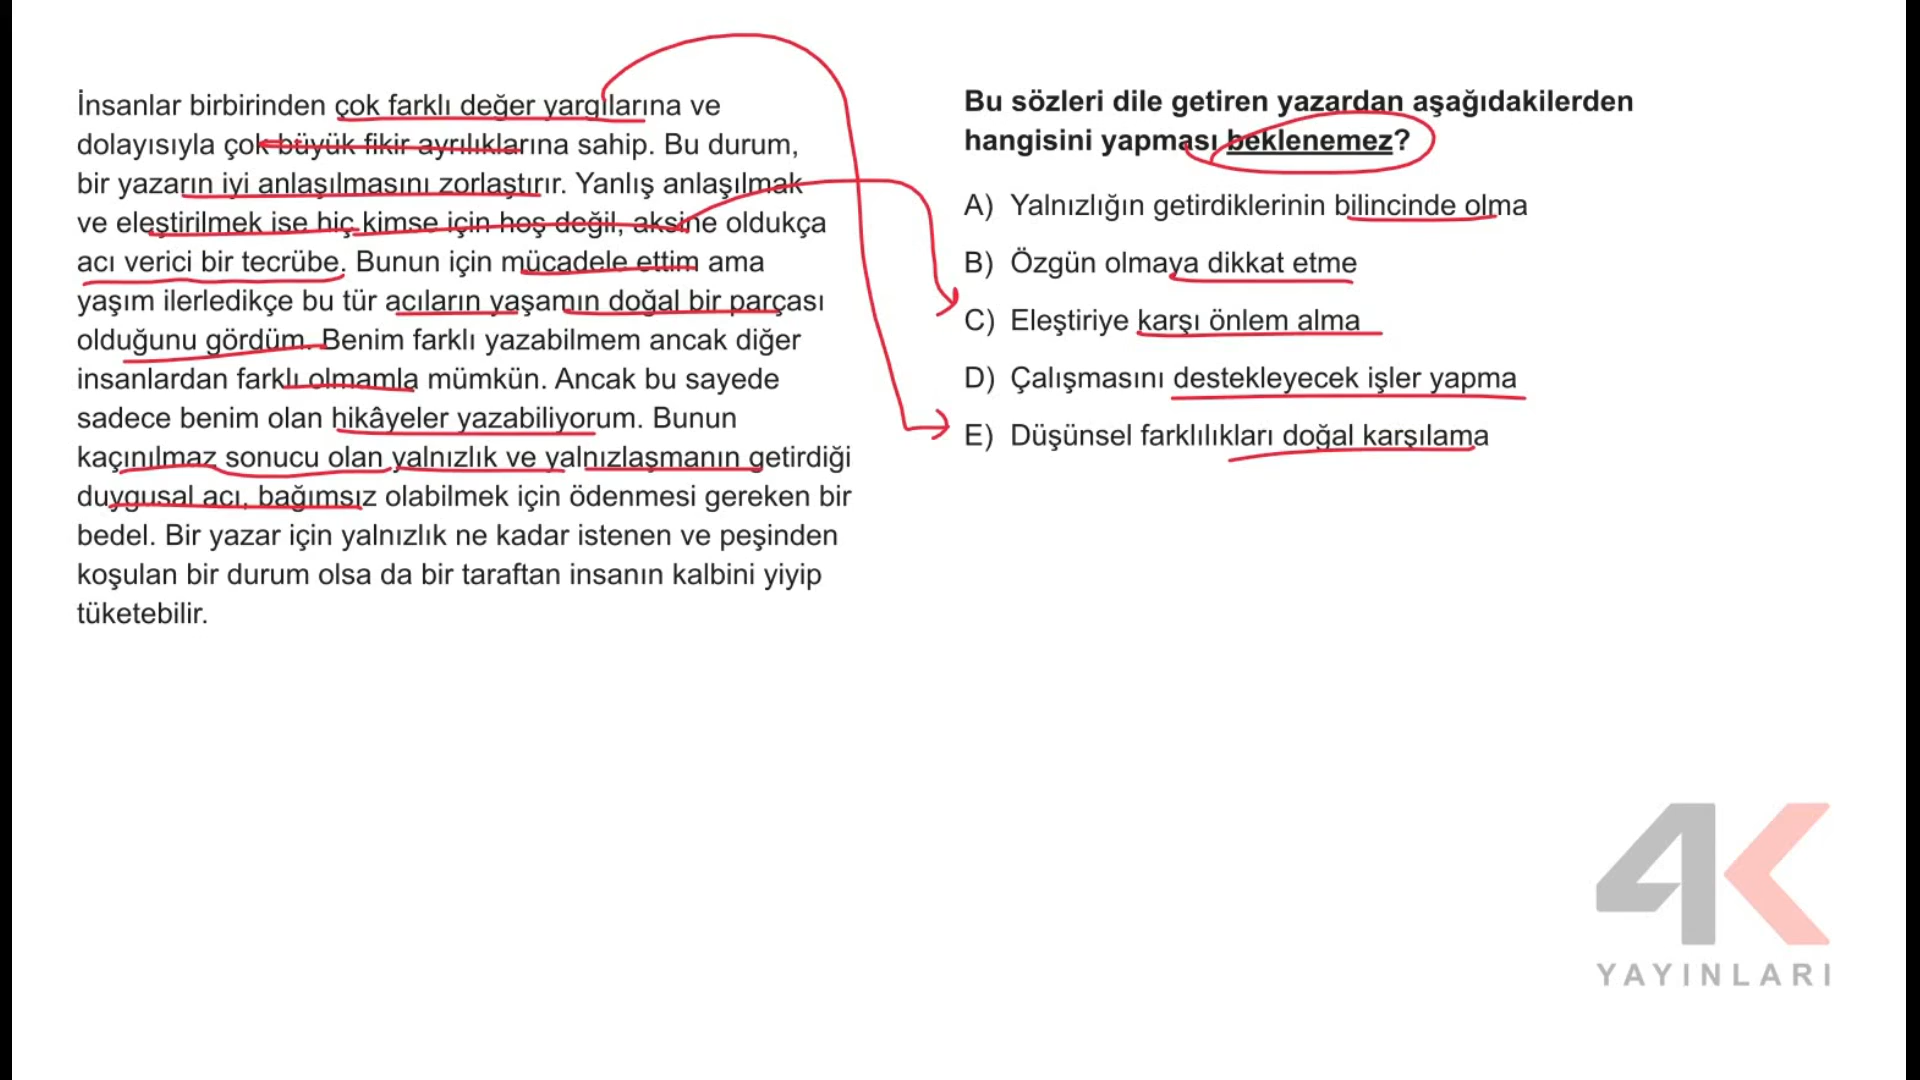 İnsanlar birbirinden çok farklı değer yargılarına ve
dolayısıyla çok büyük fikir ayrılıklarına sahip. Bu durum,
bir yazarın iyi anlaşılmasını zorlaştırır. Yanlış anlaşılmak
ve eleştirilmek ise hiç kimse için hoş değil, aksine oldukça
acı verici bir tecrübe. Bunun için mücadele ettim ama
yaşım ilerledikçe bu tür acıların yaşamın doğal bir parçası
olduğunu gördüm. Benim farklı yazabilmem ancak diğer
insanlardan farklı olmamla mümkün. Ancak bu sayede
sadece benim olan hikâyeler yazabiliyorum. Bunun
kaçınılmaz sonucu olan yalnızlık ve yalnızlaşmanın getirdiği
duygusal acı, bağımsız olabilmek için ödenmesi gereken bir
bedel. Bir yazar için yalnızlık ne kadar istenen ve peşinden
koşulan bir durum olsa da bir taraftan insanın kalbini yiyip
tüketebilir.
Bu sözleri dile getiren yazardan aşağıdakilerden
hangisini yapması beklenemez?
A) Yalnızlığın getirdiklerinin bilincinde olma
B) Özgün olmaya dikkat etme
C) Eleştiriye karşı önlem alma
D) Çalışmasını destekleyecek işler yapma
E) Düşünsel farklılıkları doğal karşılama
4K
YAYINLARI